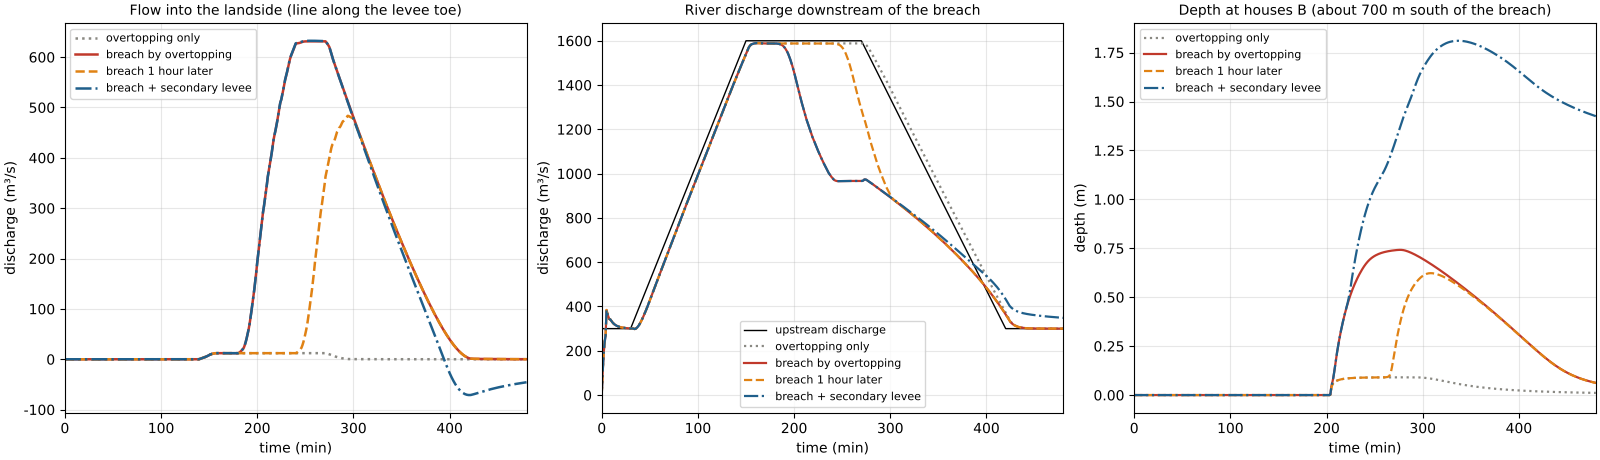 Flow into the landside (line along the levee toe)
discharge (m³/s)
600
500
400
300
200
100
0
-100
overtopping only
breach by overtopping
breach 1 hour later
breach + secondary levee
0 100 200 300 400
time (min)
River discharge downstream of the breach
discharge (m³/s)
1600
1400
1200
1000
800
600
400
200
0
upstream discharge
overtopping only
breach by overtopping
breach 1 hour later
breach + secondary levee
0 100 200 300 400
time (min)
Depth at houses B (about 700 m south of the breach)
depth (m)
1.75
1.50
1.25
1.00
0.75
0.50
0.25
0.00
overtopping only
breach by overtopping
breach 1 hour later
breach + secondary levee
0 100 200 300 400
time (min)